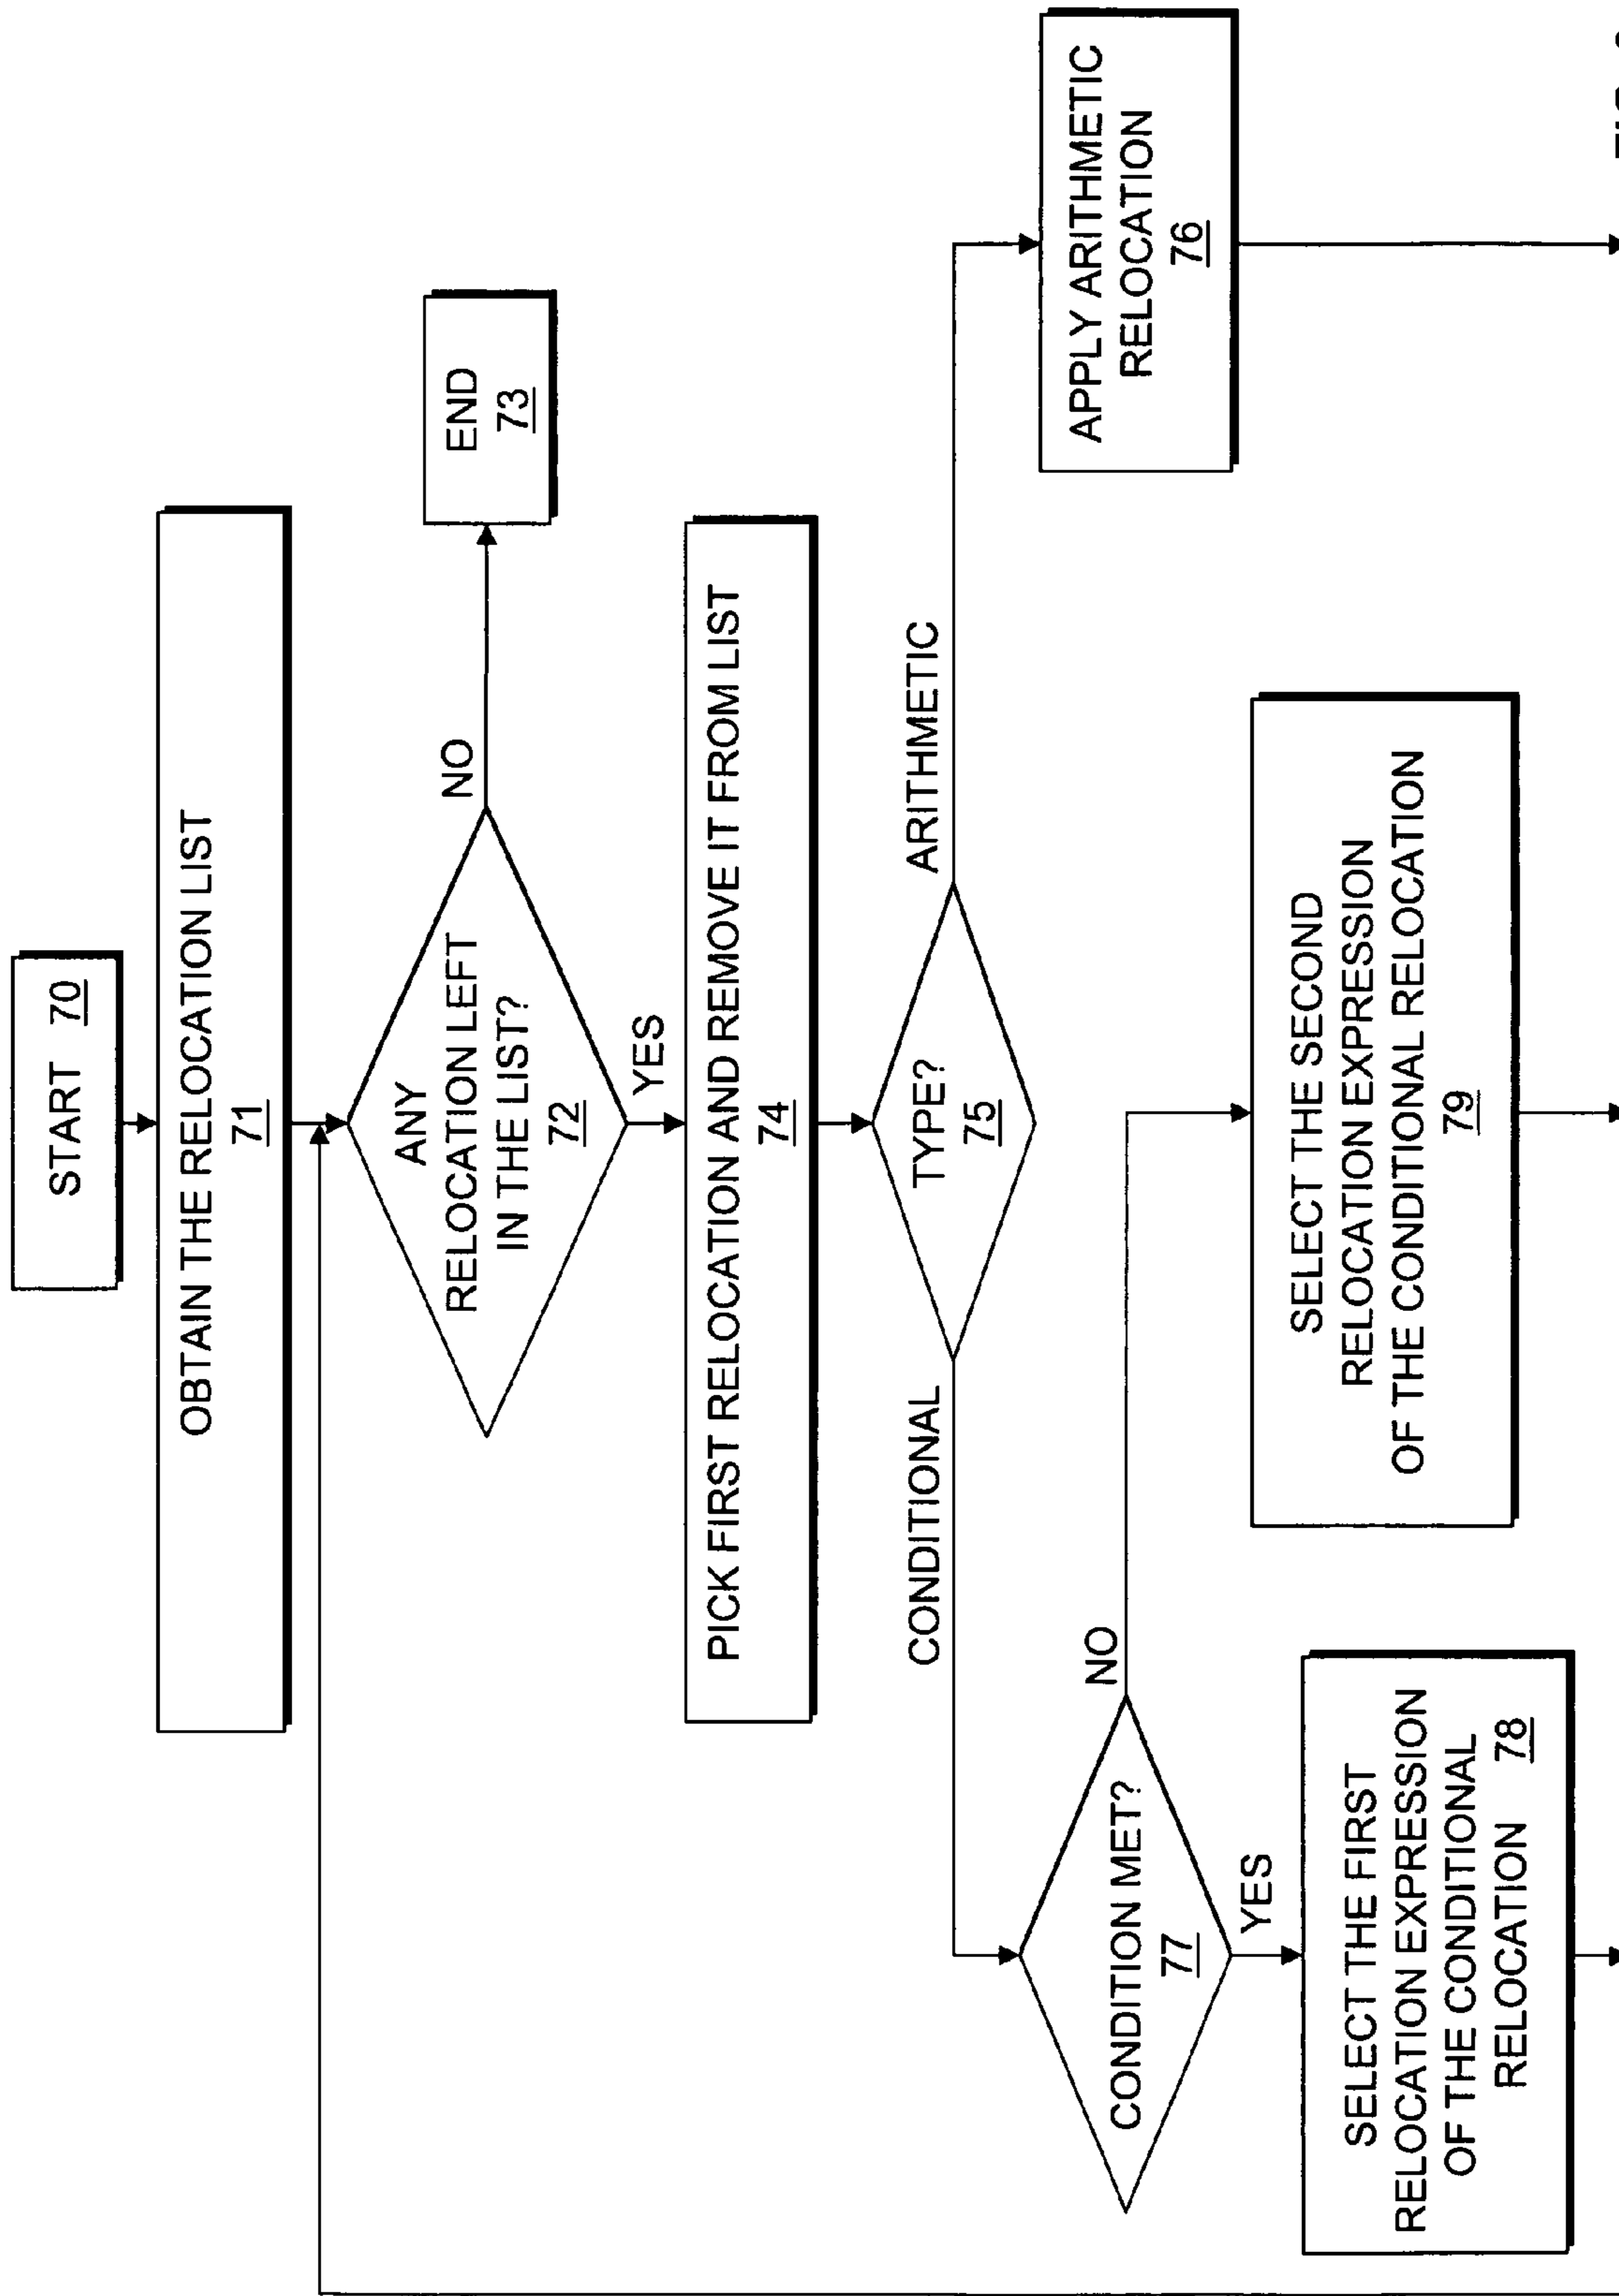 START 70
OBTAIN THE RELOCATION LIST
71
ANY
RELOCATION LEFT
IN THE LIST?
72
NO
END
73
YES
PICK FIRST RELOCATION AND REMOVE IT FROM LIST
74
TYPE?
75
CONDITIONAL
ARITHMETIC
APPLY ARITHMETIC
RELOCATION
76
CONDITION MET?
77
NO
YES
SELECT THE FIRST
RELOCATION EXPRESSION
OF THE CONDITIONAL
RELOCATION 78
SELECT THE SECOND
RELOCATION EXPRESSION
OF THE CONDITIONAL RELOCATION
79